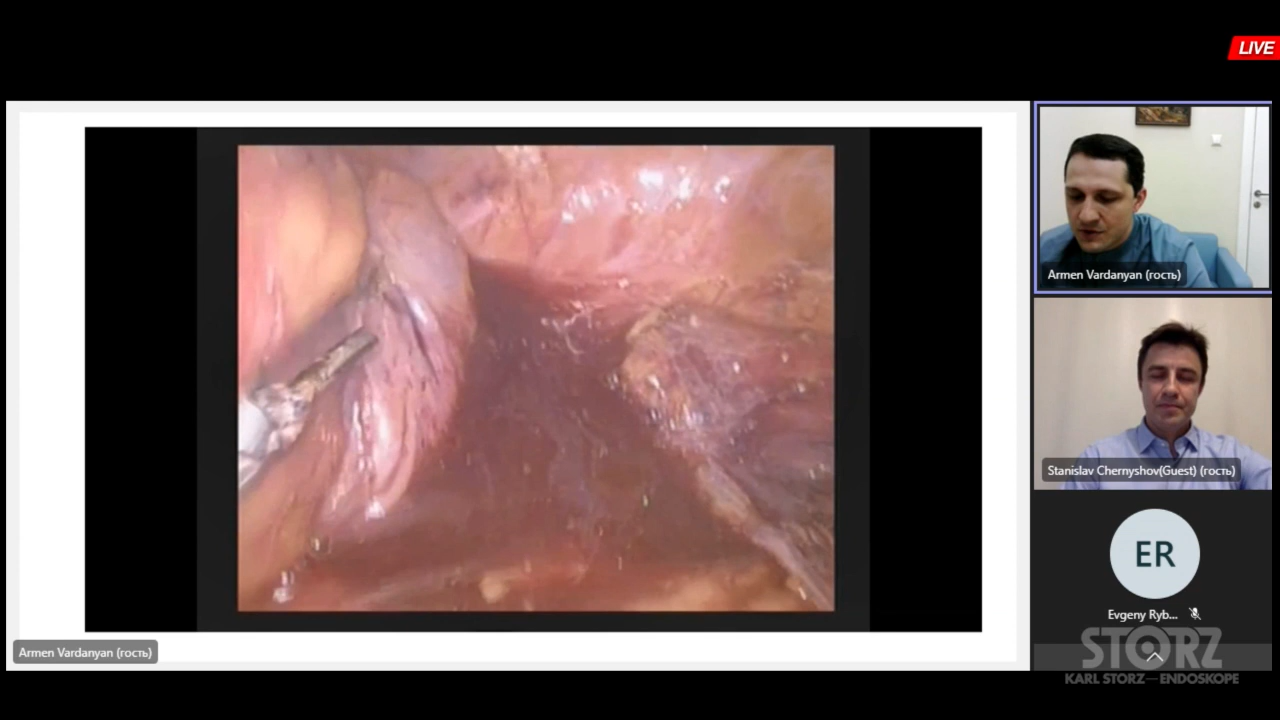 LIVE
Armen Vardanyan (гость)
Stanislav Chernyshov(Guest) (гость)
ER
Evgeny Ryb...
STORZ
KARL STORZ—ENDOSKOPE
Armen Vardanyan (гость)